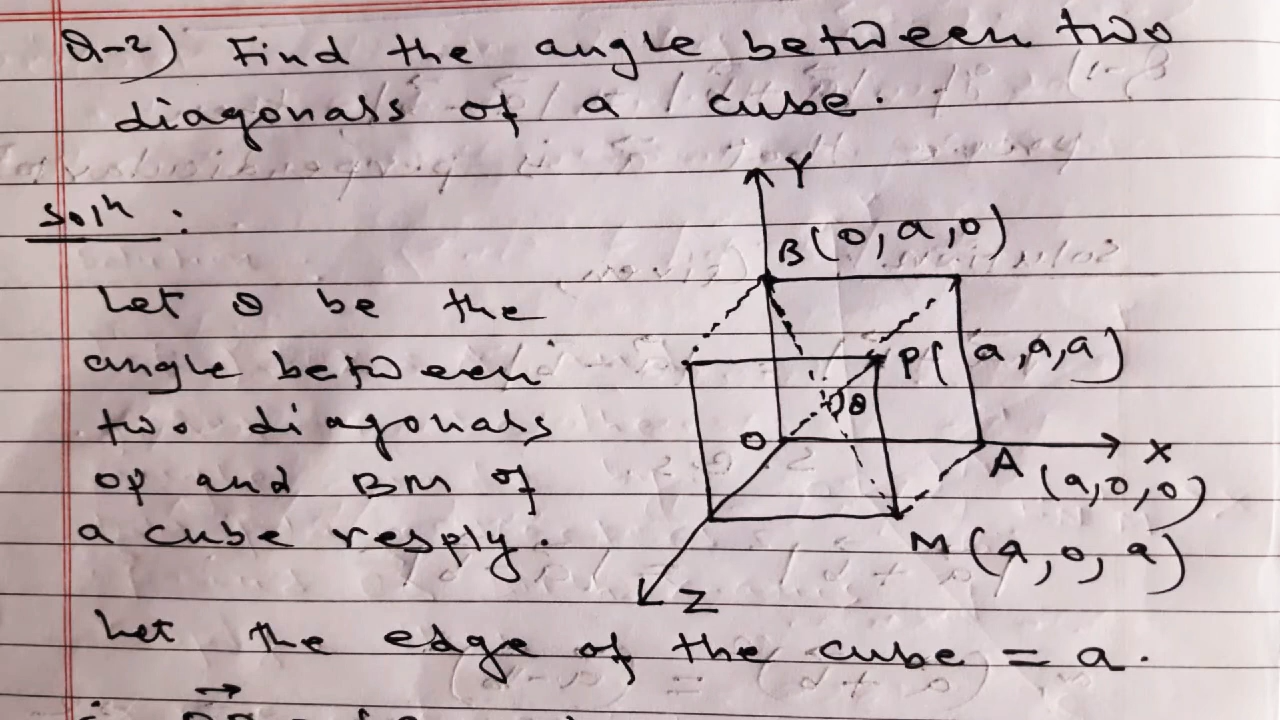 Q-2) Find the angle between two
diagonals of a cube.
Soln :
Let θ be the
angle between
two diagonals
OP and BM of
a cube resply.
Y
B(0,a,0)
P(a,a,a)
θ
O
X
A
(a,0,0)
M(a,0,a)
Z
Let the edge of the cube = a.